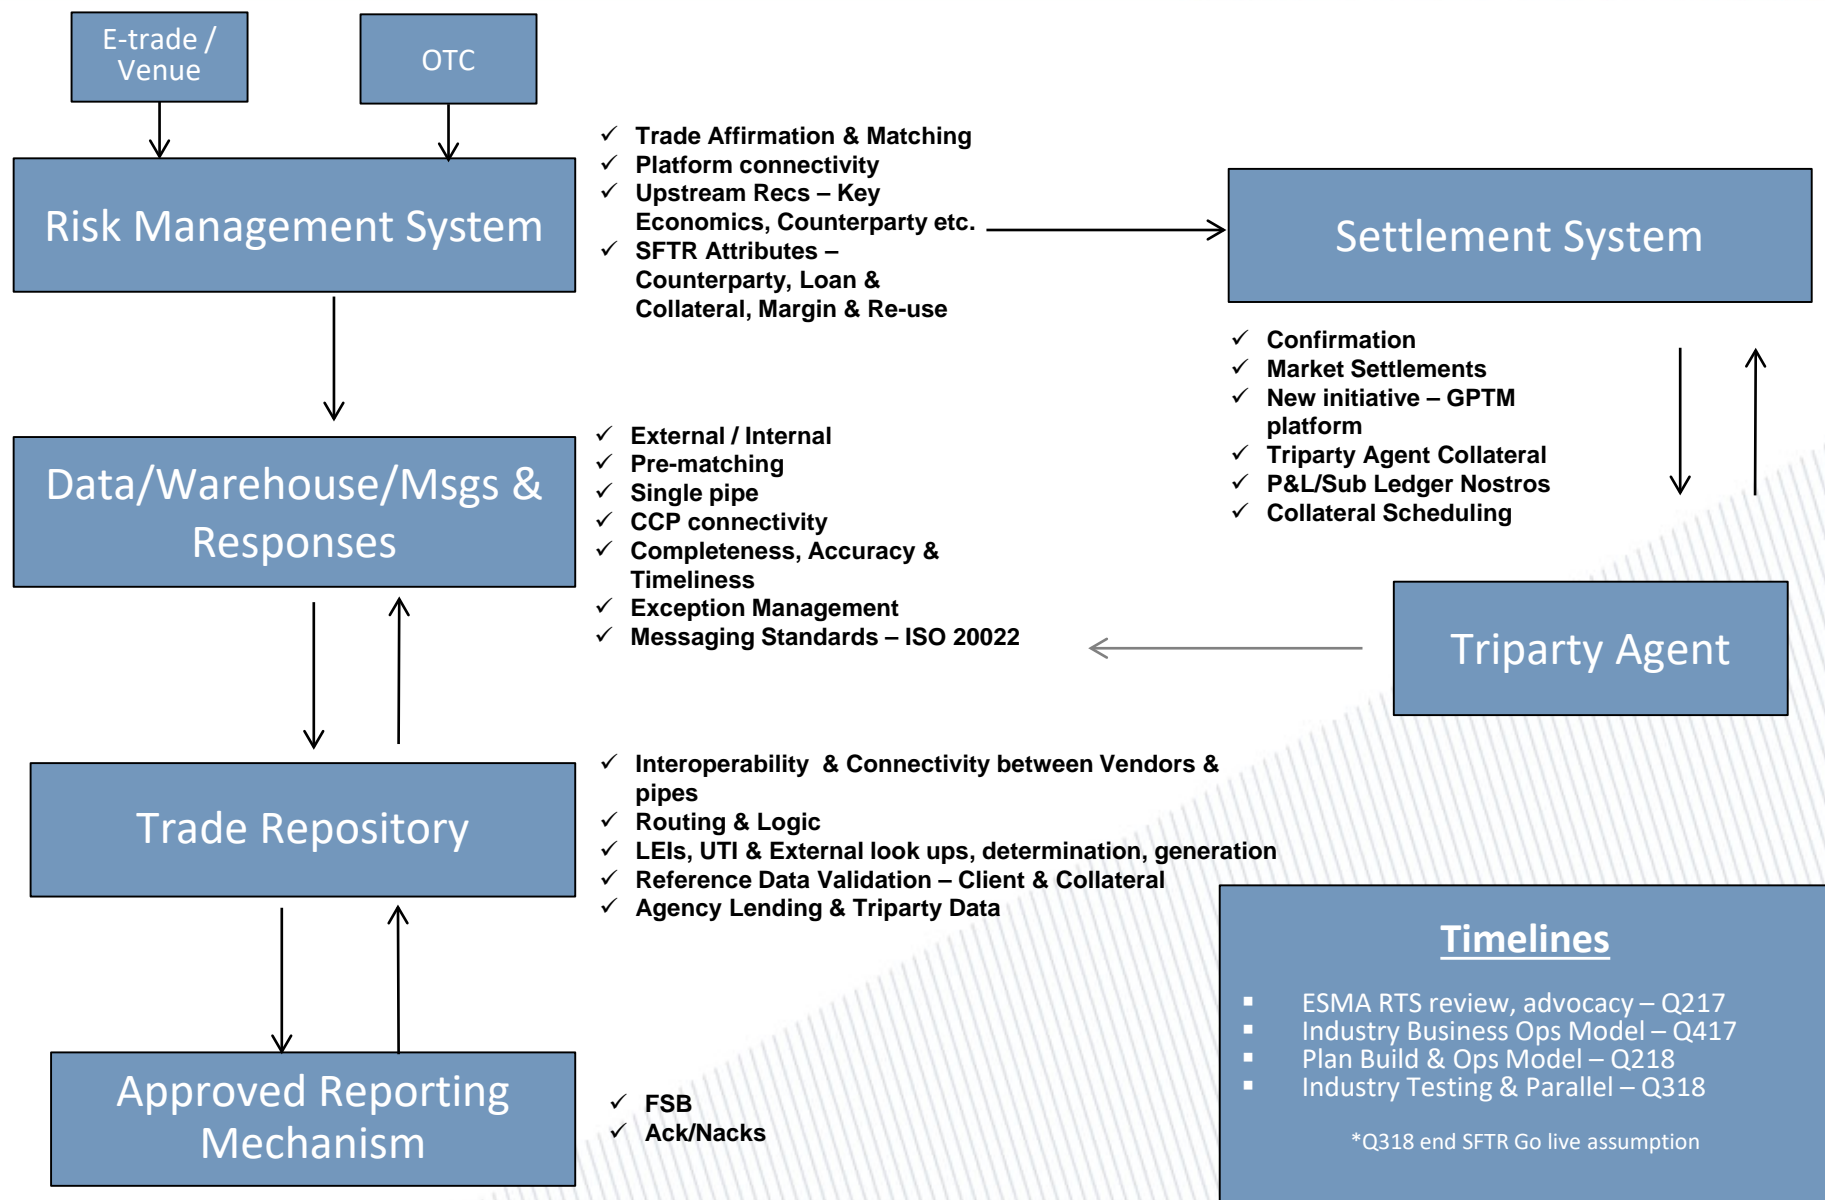 E-trade /
Venue
OTC
Risk Management System
✓ Trade Affirmation & Matching
✓ Platform connectivity
✓ Upstream Recs – Key
Economics, Counterparty etc.
✓ SFTR Attributes –
Counterparty, Loan &
Collateral, Margin & Re-use
Settlement System
✓ Confirmation
✓ Market Settlements
✓ New initiative – GPTM
platform
✓ Triparty Agent Collateral
✓ P&L/Sub Ledger Nostros
✓ Collateral Scheduling
Data/Warehouse/Msgs &
Responses
✓ External / Internal
✓ Pre-matching
✓ Single pipe
✓ CCP connectivity
✓ Completeness, Accuracy &
Timeliness
✓ Exception Management
✓ Messaging Standards – ISO 20022
Triparty Agent
Trade Repository
✓ Interoperability & Connectivity between Vendors &
pipes
✓ Routing & Logic
✓ LEIs, UTI & External look ups, determination, generation
✓ Reference Data Validation – Client & Collateral
✓ Agency Lending & Triparty Data
Approved Reporting
Mechanism
✓ FSB
✓ Ack/Nacks
Timelines
▪ ESMA RTS review, advocacy – Q217
▪ Industry Business Ops Model – Q417
▪ Plan Build & Ops Model – Q218
▪ Industry Testing & Parallel – Q318
*Q318 end SFTR Go live assumption